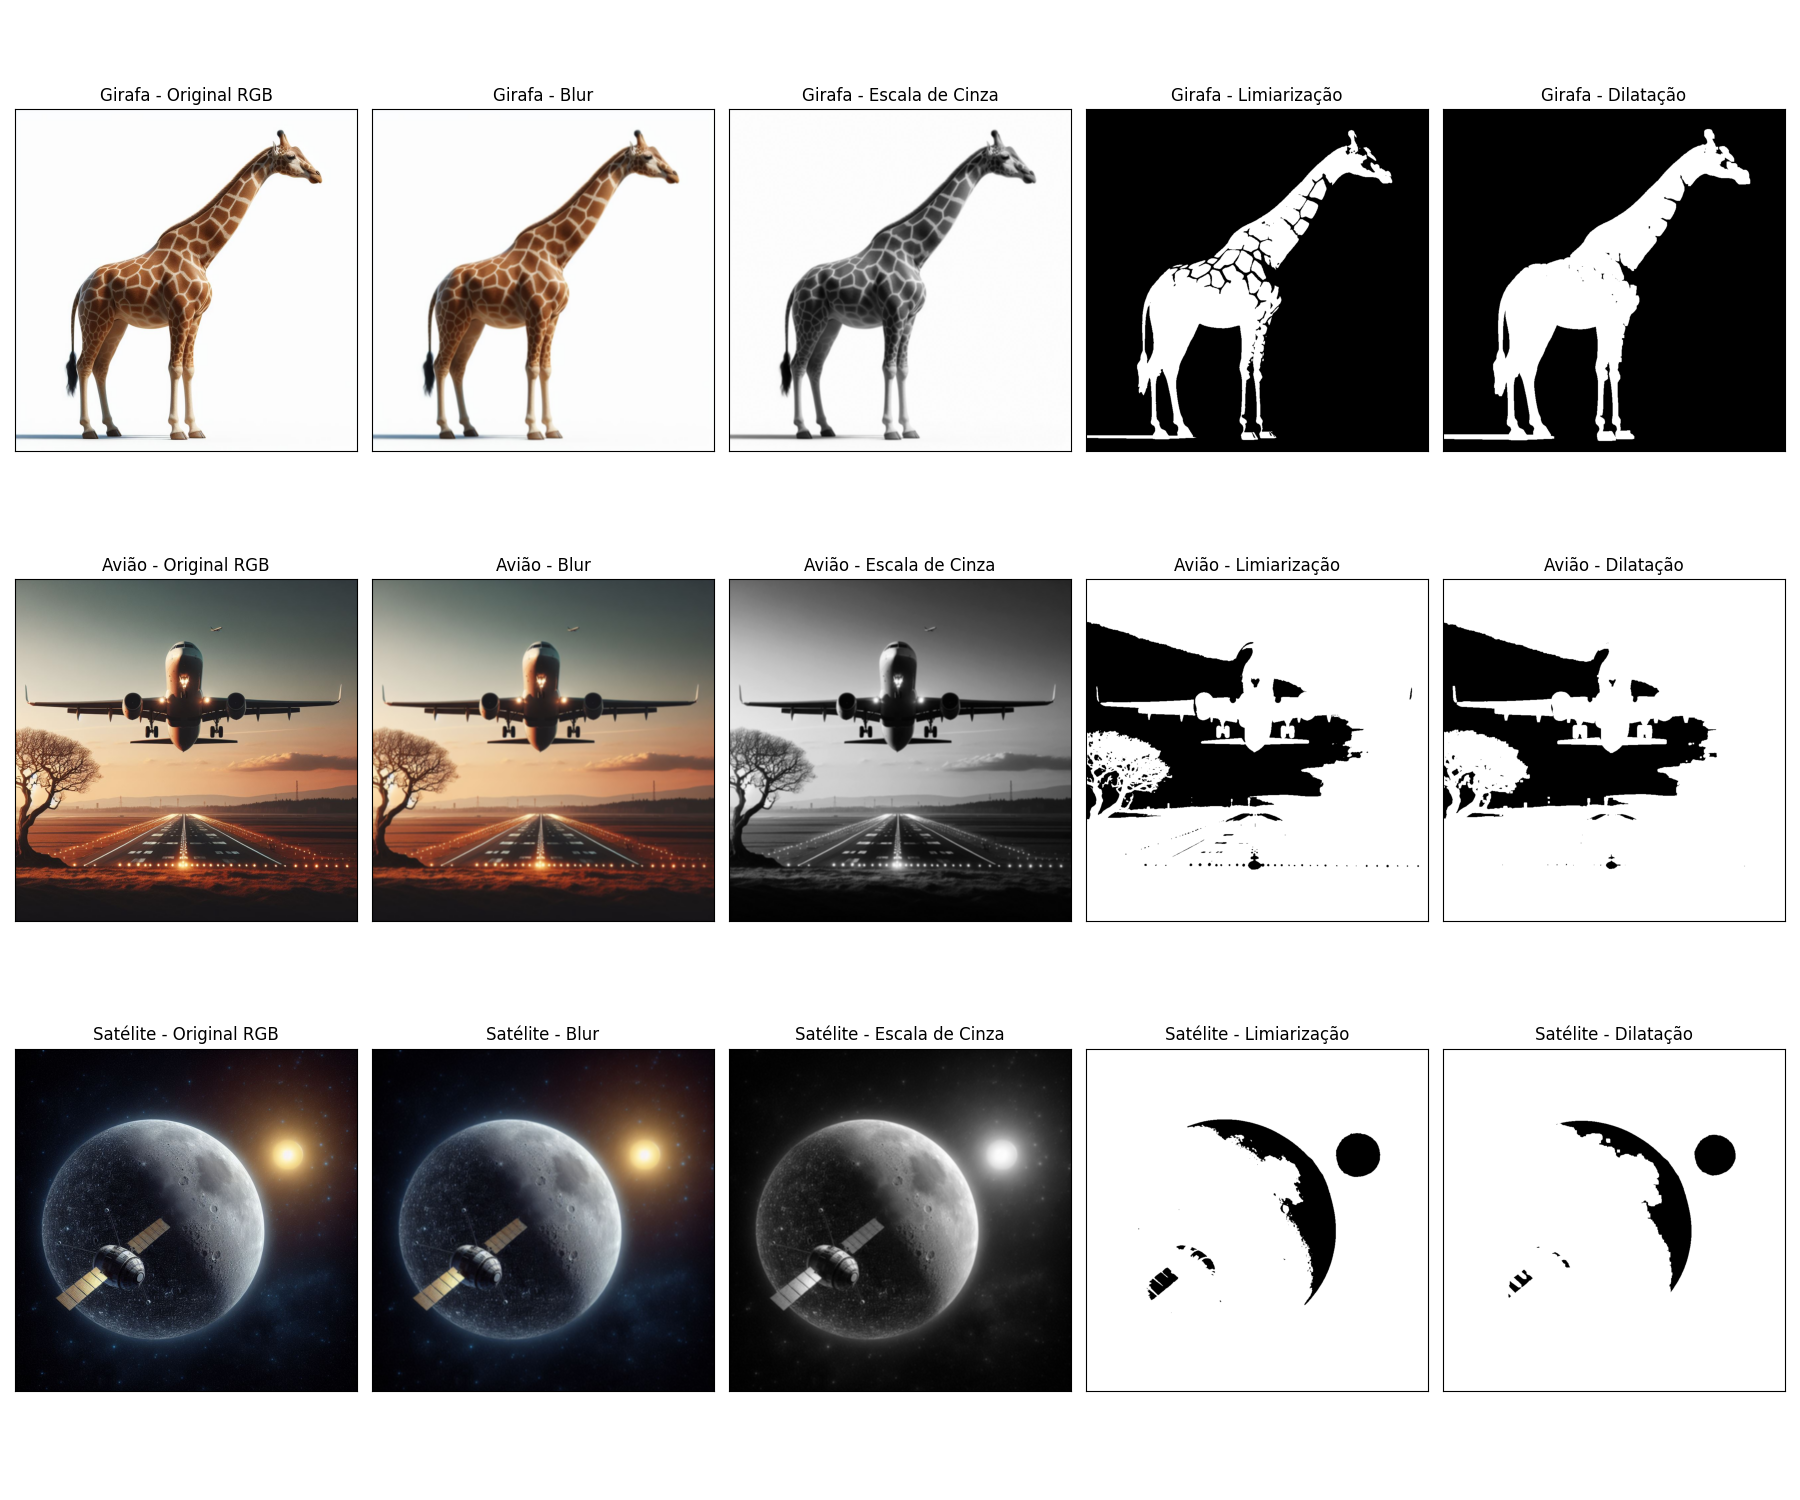 Girafa - Original RGB
Girafa - Blur
Girafa - Escala de Cinza
Girafa - Limiarização
Girafa - Dilatação
Avião - Original RGB
Avião - Blur
Avião - Escala de Cinza
Avião - Limiarização
Avião - Dilatação
Satélite - Original RGB
Satélite - Blur
Satélite - Escala de Cinza
Satélite - Limiarização
Satélite - Dilatação